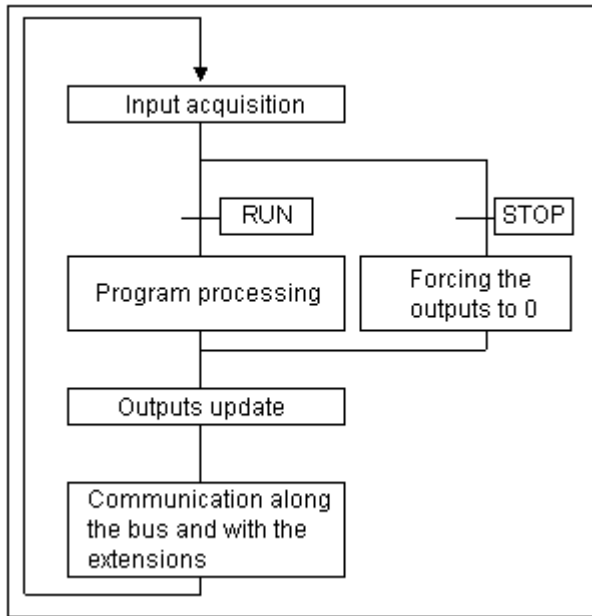 Input acquisition
RUN
STOP
Program processing
Forcing the
outputs to 0
Outputs update
Communication along
the bus and with the
extensions